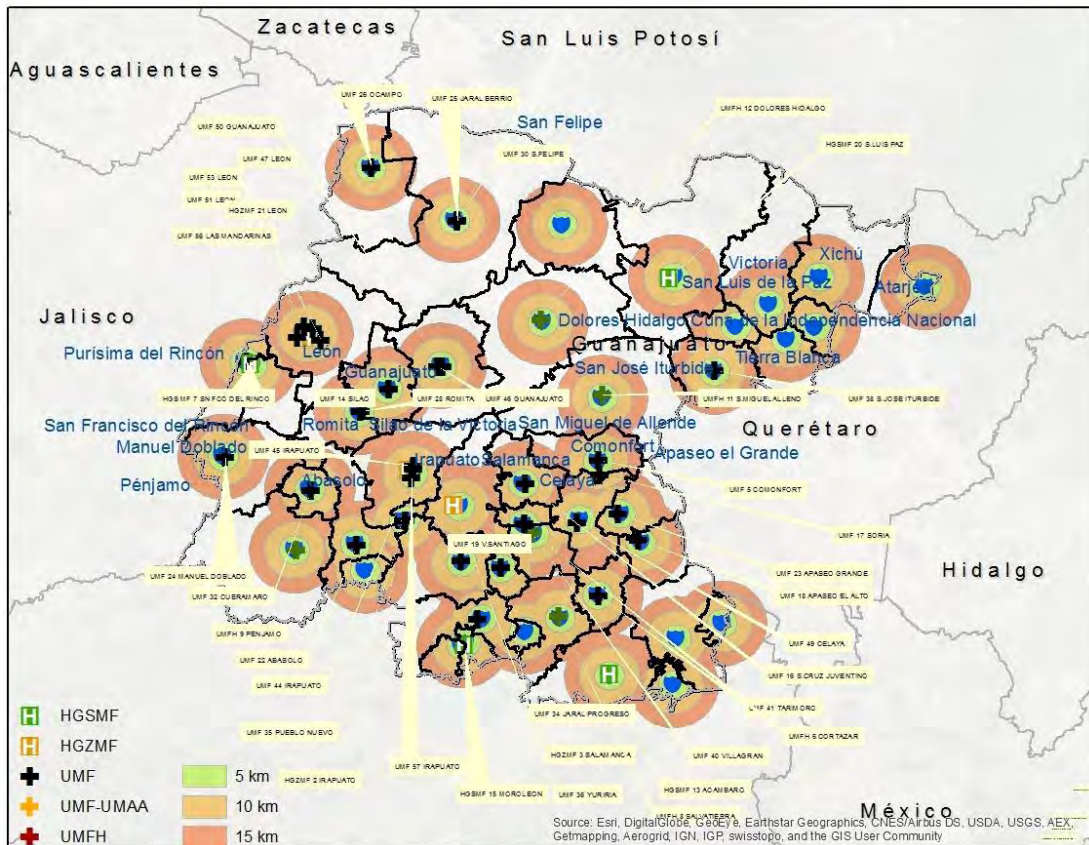 Zacatecas
San Luis Potosí
Aguascalientes
UMF 26 OCAMPO
UMF 25 JARAL BERRIO
San Felipe
UMFH 12 DOLORES HIDALGO
UMF 50 GUANAJUATO
HGSMF 20 S.LUIS PAZ
UMF 47 LEON
UMF 30 S.FELIPE
UMF 53 LEON
UMF 51 LEON
HGZMF 21 LEON
UMF 56 LAS MANDARINAS
Victoria
Xichú
San Luis de la Paz
Atarjea
Jalisco
Dolores Hidalgo Cuna de la Independencia Nacional
Guanajuato
Purísima del Rincón
León
Tierra Blanca
Guanajuato
San José Iturbide
HGSMF 7 SN FCO DEL RINCO
UMF 14 SILAO
UMF 28 ROMITA
UMF 46 GUANAJUATO
UMFH 11 S.MIGUELALLEND
UMF 38 S.JOSE ITURBIDE
San Francisco del Rincón
Romita
Silao de la Victoria
San Miguel de Allende
Querétaro
Manuel Doblado
UMF 45 IRAPUATO
Comonfort
Apaseo el Grande
Irapuato
Salamanca
Pénjamo
Abasolo
Celaya
UMF 5 COMONFORT
UMF 17 SORIA
UMF 19 V.SANTIAGO
Hidalgo
UMF 24 MANUEL DOBLADO
UMF 23 APASEO GRANDE
UMF 32 CUERAMARO
UMF 18 APASEO EL ALTO
UMFH 9 PENJAMO
UMF 49 CELAYA
UMF 22 ABASOLO
UMF 16 S.CRUZ JUVENTINO
UMF 44 IRAPUATO
UMF 41 TARIMORO
UMF 34 JARAL PROGRESO
UMFH 6 CORTAZAR
UMF 35 PUEBLO NUEVO
HGZMF 3 SALAMANCA
UMF 40 VILLAGRAN
UMF 57 IRAPUATO
HGZMF 2 IRAPUATO
HGSMF 15 MOROLEON
UMF 36 YURIRIA
HGSMF 13 ACAMBARO
UMFH 8 SALVATIERRA
México
HGSMF
HGZMF
UMF
UMF-UMAA
UMFH
5 km
10 km
15 km
Source: Esri, DigitalGlobe, GeoEye, Earthstar Geographics, CNES/Airbus DS, USDA, USGS, AEX,
Getmapping, Aerogrid, IGN, IGP, swisstopo, and the GIS User Community